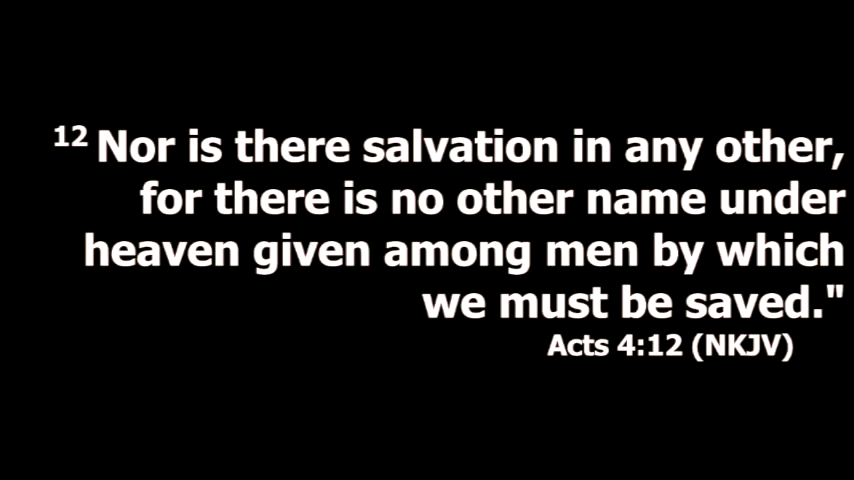 12 Nor is there salvation in any other,
for there is no other name under
heaven given among men by which
we must be saved."
Acts 4:12 (NKJV)